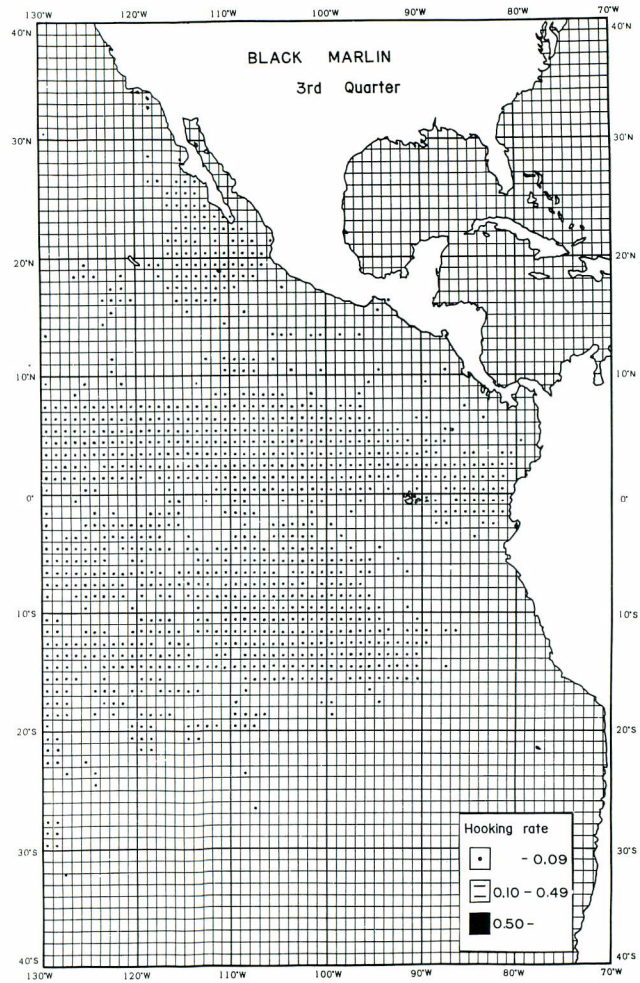 130°W 120°W 110°W 100°W 90°W 80°W 70°W
40°N 40°N
BLACK MARLIN
3rd Quarter
30°N 30°N
20°N 20°N
10°N 10°N
0° 0°
10°S 10°S
20°S 20°S
Hooking rate
- 0.09
30°S 30°S
0.10 - 0.49
0.50 -
40°S 40°S
130°W 120°W 110°W 100°W 90°W 80°W 70°W